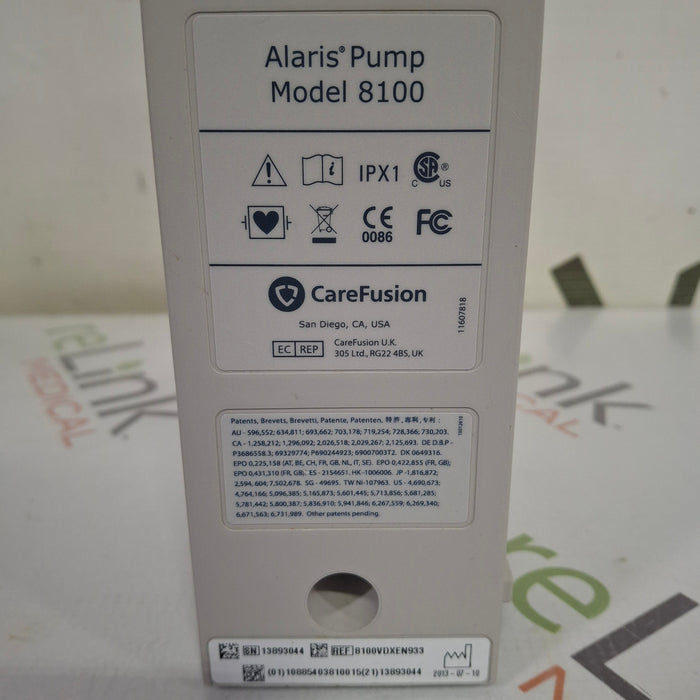 Alaris® Pump
Model 8100
IPX1
C US
CE
0086
FC
CareFusion
San Diego, CA, USA
EC REP
CareFusion U.K.
305 Ltd., RG22 4BS, UK
11607818
Patents, Brevets, Brevetti, Patente, Patenten, 特許, 專利, 专利 :
AU - 596,552; 634,811; 693,662; 703,178; 719,254; 728,366; 730,203.
CA - 1,258,212; 1,296,092; 2,026,518; 2,029,267; 2,125,693. DE D.B.P -
P3686558.3; 69329774; P690244923; 69007003T2. DK 0649316.
EPO 0,225,158 (AT, BE, CH, FR, GB, NL, IT, SE). EPO 0,422,855 (FR, GB);
EPO 0,431,310 (FR, GB). ES - 2154651. HK -1006006. JP -1,816,872;
2,594,604; 7,502,678. SG - 49695. TW Ni-107963. US - 4,690,673;
4,764,166; 5,096,385; 5,165,873; 5,601,445; 5,713,856; 5,681,285;
5,781,442; 5,800,387; 5,836,910; 5,941,846; 6,267,559; 6,269,340;
6,671,563; 6,731,989. Other patents pending.
SN 13893044 REF 8100VDXEN933
(01)10885403810015(21)13893044
2013-07-10
reLink
MEDICAL